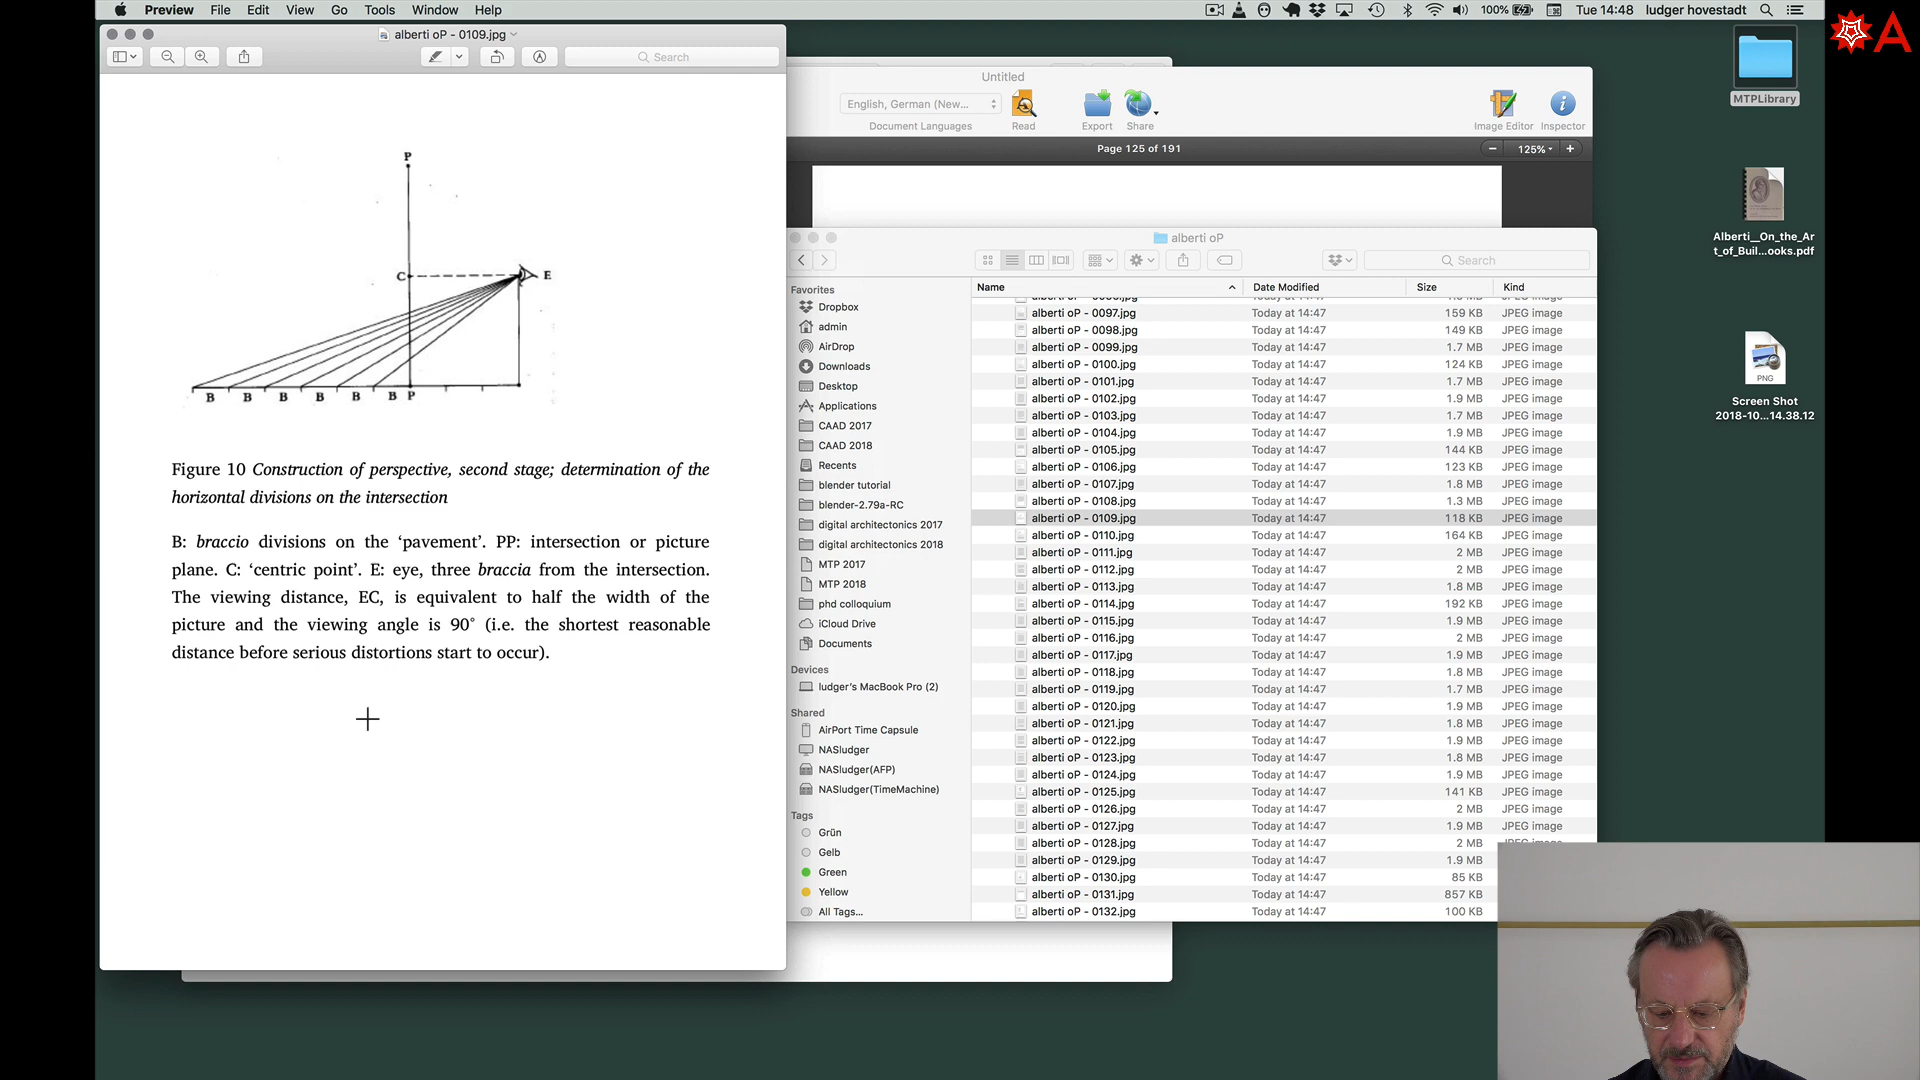 Preview File Edit View Go Tools Window Help
100% Tue 14:48 ludger hovestadt
A
alberti oP - 0109.jpg
Search
P
C
E
B B B B B B P
Figure 10 Construction of perspective, second stage; determination of the
horizontal divisions on the intersection
B: braccio divisions on the ‘pavement’. PP: intersection or picture
plane. C: ‘centric point’. E: eye, three braccia from the intersection.
The viewing distance, EC, is equivalent to half the width of the
picture and the viewing angle is 90° (i.e. the shortest reasonable
distance before serious distortions start to occur).
Untitled
English, German (New...
Document Languages
Read
Export
Share
Image Editor
Inspector
Page 125 of 191
125%
alberti oP
Search
Favorites
Dropbox
admin
AirDrop
Downloads
Desktop
Applications
CAAD 2017
CAAD 2018
Recents
blender tutorial
blender-2.79a-RC
digital architectonics 2017
digital architectonics 2018
MTP 2017
MTP 2018
phd colloquium
iCloud Drive
Documents
Devices
ludger’s MacBook Pro (2)
Shared
AirPort Time Capsule
NASludger
NASludger(AFP)
NASludger(TimeMachine)
Tags
Grün
Gelb
Green
Yellow
All Tags...
Name Date Modified Size Kind
alberti oP - 0097.jpg Today at 14:47 159 KB JPEG image
alberti oP - 0098.jpg Today at 14:47 149 KB JPEG image
alberti oP - 0099.jpg Today at 14:47 1.7 MB JPEG image
alberti oP - 0100.jpg Today at 14:47 124 KB JPEG image
alberti oP - 0101.jpg Today at 14:47 1.7 MB JPEG image
alberti oP - 0102.jpg Today at 14:47 1.9 MB JPEG image
alberti oP - 0103.jpg Today at 14:47 1.7 MB JPEG image
alberti oP - 0104.jpg Today at 14:47 1.9 MB JPEG image
alberti oP - 0105.jpg Today at 14:47 144 KB JPEG image
alberti oP - 0106.jpg Today at 14:47 123 KB JPEG image
alberti oP - 0107.jpg Today at 14:47 1.8 MB JPEG image
alberti oP - 0108.jpg Today at 14:47 1.3 MB JPEG image
alberti oP - 0109.jpg Today at 14:47 118 KB JPEG image
alberti oP - 0110.jpg Today at 14:47 164 KB JPEG image
alberti oP - 0111.jpg Today at 14:47 2 MB JPEG image
alberti oP - 0112.jpg Today at 14:47 2 MB JPEG image
alberti oP - 0113.jpg Today at 14:47 1.8 MB JPEG image
alberti oP - 0114.jpg Today at 14:47 192 KB JPEG image
alberti oP - 0115.jpg Today at 14:47 1.9 MB JPEG image
alberti oP - 0116.jpg Today at 14:47 2 MB JPEG image
alberti oP - 0117.jpg Today at 14:47 1.9 MB JPEG image
alberti oP - 0118.jpg Today at 14:47 1.8 MB JPEG image
alberti oP - 0119.jpg Today at 14:47 1.7 MB JPEG image
alberti oP - 0120.jpg Today at 14:47 1.9 MB JPEG image
alberti oP - 0121.jpg Today at 14:47 1.8 MB JPEG image
alberti oP - 0122.jpg Today at 14:47 1.9 MB JPEG image
alberti oP - 0123.jpg Today at 14:47 1.8 MB JPEG image
alberti oP - 0124.jpg Today at 14:47 1.9 MB JPEG image
alberti oP - 0125.jpg Today at 14:47 141 KB JPEG image
alberti oP - 0126.jpg Today at 14:47 2 MB JPEG image
alberti oP - 0127.jpg Today at 14:47 1.9 MB JPEG image
alberti oP - 0128.jpg Today at 14:47 2 MB JPEG image
alberti oP - 0129.jpg Today at 14:47 1.9 MB
alberti oP - 0130.jpg Today at 14:47 85 KB
alberti oP - 0131.jpg Today at 14:47 857 KB
alberti oP - 0132.jpg Today at 14:47 100 KB
MTPLibrary
Alberti__On_the_Ar
t_of_Buil...ooks.pdf
PNG
Screen Shot
2018-10...14.38.12